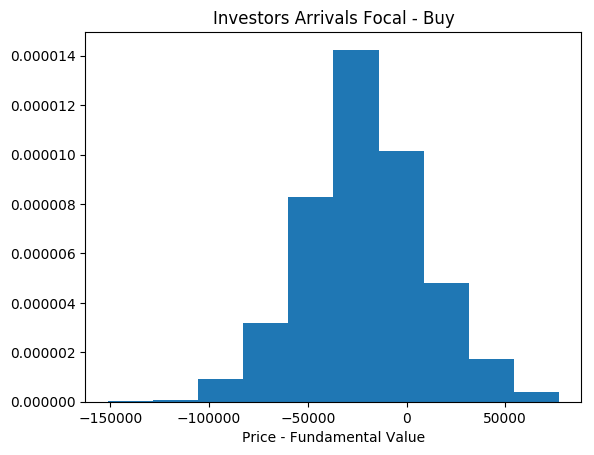 Investors Arrivals Focal - Buy
0.000014
0.000012
0.000010
0.000008
0.000006
0.000004
0.000002
0.000000
−150000 −100000 −50000 0 50000
Price - Fundamental Value